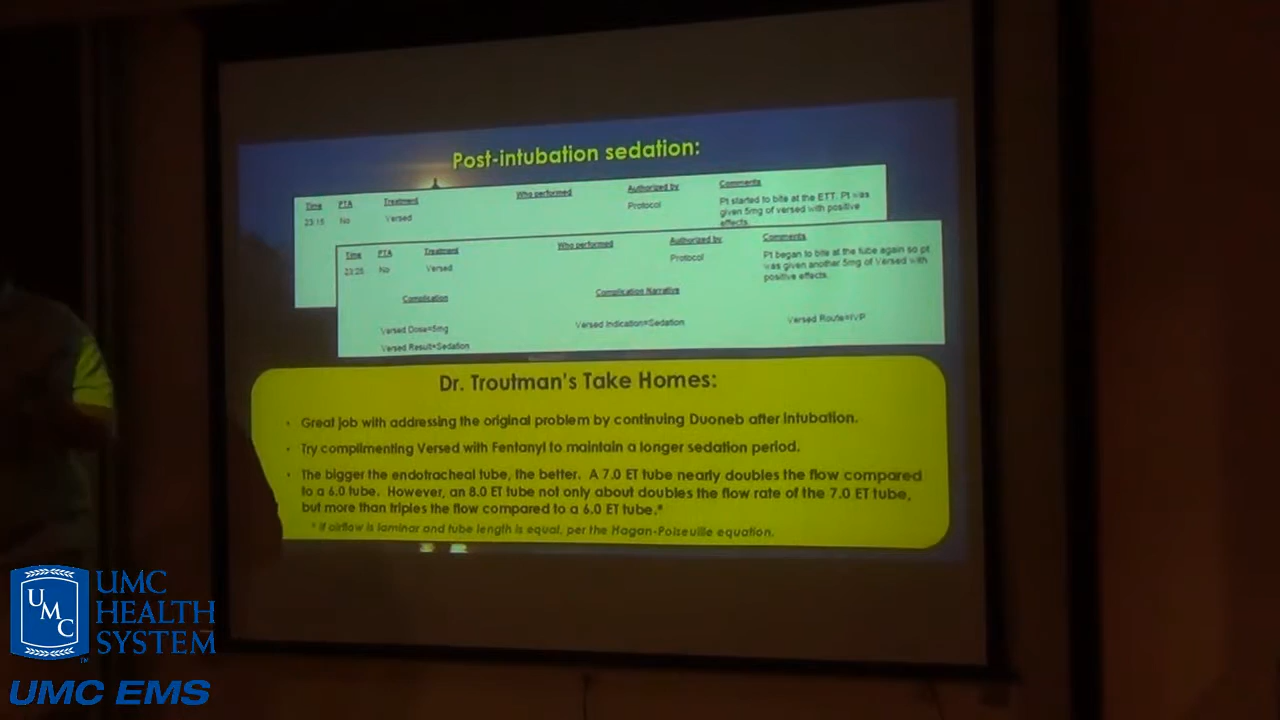 Post-intubation sedation:
Time PTA Treatment Who performed Authorized by Comments
23:15 No Versed Protocol Pt started to bite at the ETT. Pt was
given 5mg of versed with positive
effects.
Time PTA Treatment Who performed Authorized by Comments
23:25 No Versed Protocol Pt began to bite at the tube again so pt
was given another 5mg of Versed with
positive effects.
Complication Complication Narrative
Versed Dose=5mg Versed Indication=Sedation Versed Route=IVP
Versed Result=Sedation
Dr. Troutman's Take Homes:
• Great job with addressing the original problem by continuing Duoneb after intubation.
• Try complimenting Versed with Fentanyl to maintain a longer sedation period.
• The bigger the endotracheal tube, the better. A 7.0 ET tube nearly doubles the flow compared
to a 6.0 tube. However, an 8.0 ET tube not only about doubles the flow rate of the 7.0 ET tube,
but more than triples the flow compared to a 6.0 ET tube.*
* If airflow is laminar and tube length is equal, per the Hagan-Poiseuille equation.
UMC
UMC
HEALTH
SYSTEM
™
UMC EMS